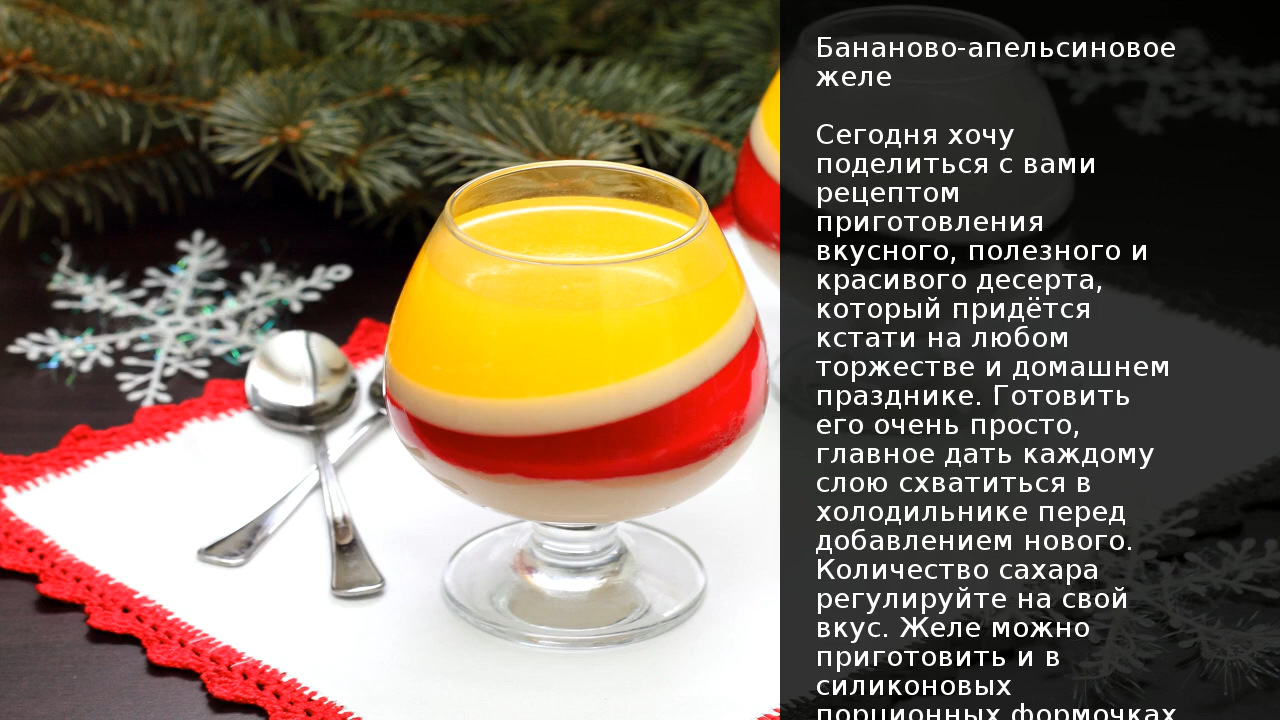 Бананово-апельсиновое
желе
Сегодня хочу
поделиться с вами
рецептом
приготовления
вкусного, полезного и
красивого десерта,
который придётся
кстати на любом
торжестве и домашнем
празднике. Готовить
его очень просто,
главное дать каждому
слою схватиться в
холодильнике перед
добавлением нового.
Количество сахара
регулируйте на свой
вкус. Желе можно
приготовить и в
силиконовых
порционных формочках